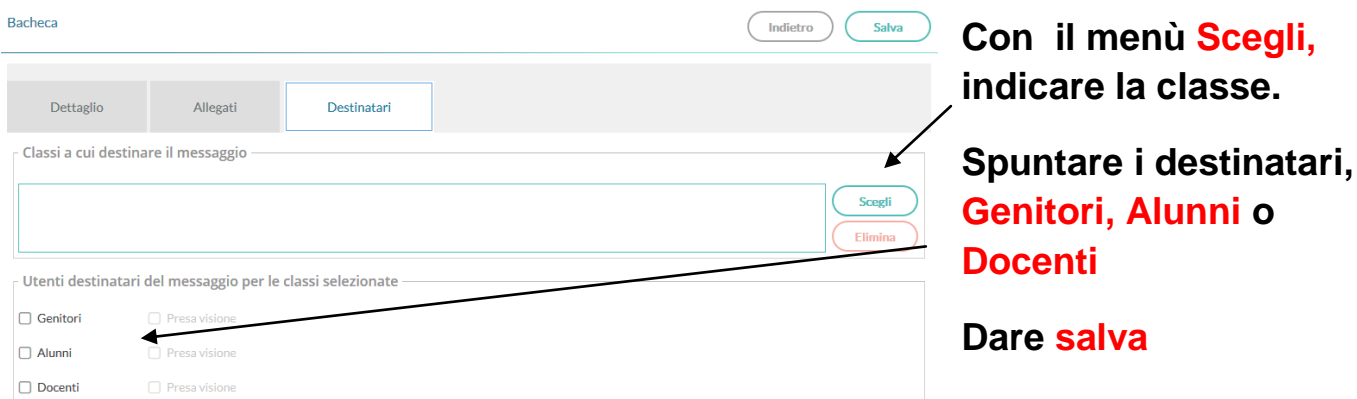 Bacheca
Indietro
Salva
Dettaglio
Allegati
Destinatari
Classi a cui destinare il messaggio
Scegli
Elimina
Utenti destinatari del messaggio per le classi selezionate
Genitori Presa visione
Alunni Presa visione
Docenti Presa visione
Con il menù Scegli,
indicare la classe.
Spuntare i destinatari,
Genitori, Alunni o
Docenti
Dare salva